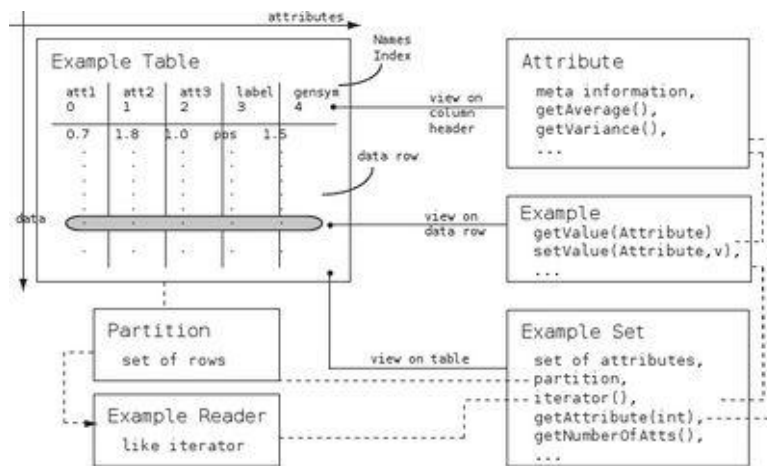 attributes
Names
Index
Example Table
att1 att2 att3 label gensym
0 1 2 3 4
0.7 1.8 1.0 pos 1.5
data row
data
view on
column
header
Attribute
meta information,
getAverage(),
getVariance(),
...
view on
data row
Example
getValue(Attribute)
setValue(Attribute,v),
...
Partition
set of rows
view on table
Example Set
set of attributes,
partition,
iterator(),
getAttribute(int),
getNumberOfAtts(),
...
Example Reader
like iterator